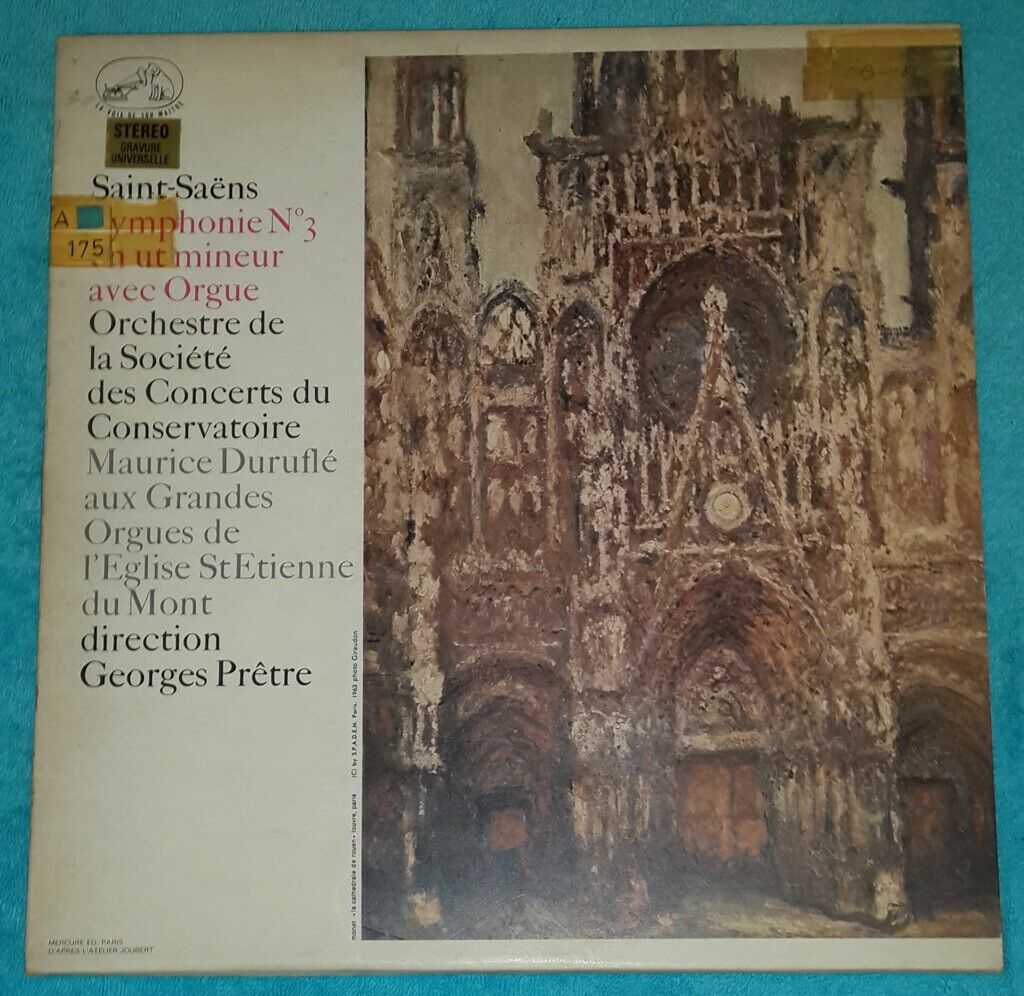 LA VOIX DE SON MAITRE
STEREO
GRAVURE
UNIVERSELLE
Saint-Saëns
ymphonie N°3
en ut mineur
avec Orgue
A
175
Orchestre de
la Société
des Concerts du
Conservatoire
Maurice Duruflé
aux Grandes
Orgues de
l'Eglise St Etienne
du Mont
direction
Georges Prêtre
monet • la cathédrale de rouen • louvre, paris (C) by S.P.A.D.E.M. Paris. 1963 photo Giraudon
MERCURE ED. PARIS
D'APRES L'ATELIER JOUBERT